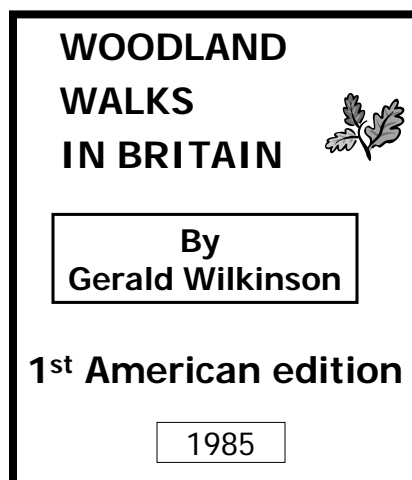 WOODLAND
WALKS
IN BRITAIN
By
Gerald Wilkinson
1st American edition
1985